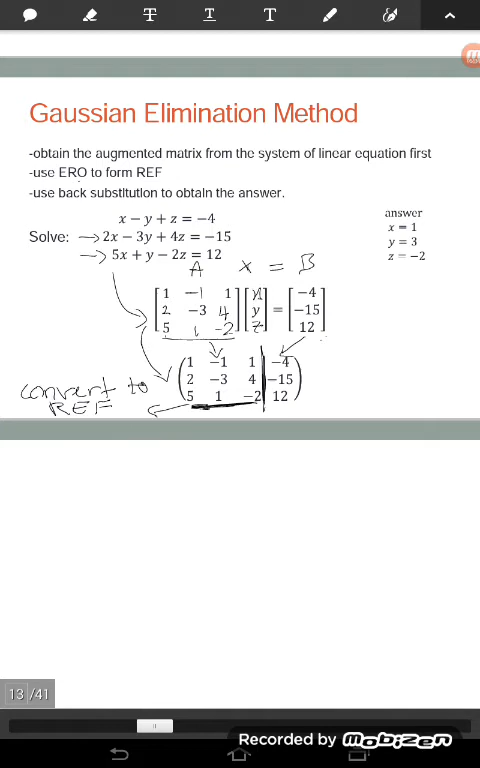 Gaussian Elimination Method
-obtain the augmented matrix from the system of linear equation first
-use ERO to form REF
-use back substitution to obtain the answer.
x − y + z = −4
Solve: → 2x − 3y + 4z = −15
→ 5x + y − 2z = 12
answer
x = 1
y = 3
z = −2
A x = B
[1 −1 1] [x] [−4]
[2 −3 4] [y] = [−15]
[5 1 −2] [z] [12]
(1 −1 1 | −4)
(2 −3 4 | −15)
(5 1 −2 | 12)
convert to
REF
13 /41
Recorded by mobizen